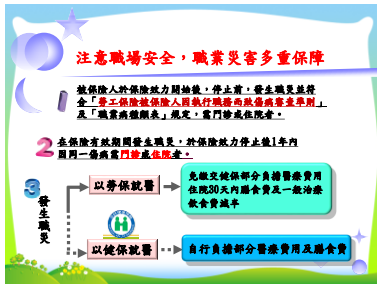 注意職場安全，職業災害多重保障
1 被保險人於保險效力開始後，停止前，發生職災並符
合「勞工保險被保險人因執行職務而致傷病審查準則」
及「職業病種類表」規定，需門診或住院者。
2 在保險有效期間發生職災，於保險效力停止後1年內
因同一傷病需門診或住院者。
3
發生職災
以勞保就醫
免繳交健保部分負擔醫療費用
住院30天內膳食費及一般治療
飲食費減半
以健保就醫
自行負擔部分醫療費用及膳食費